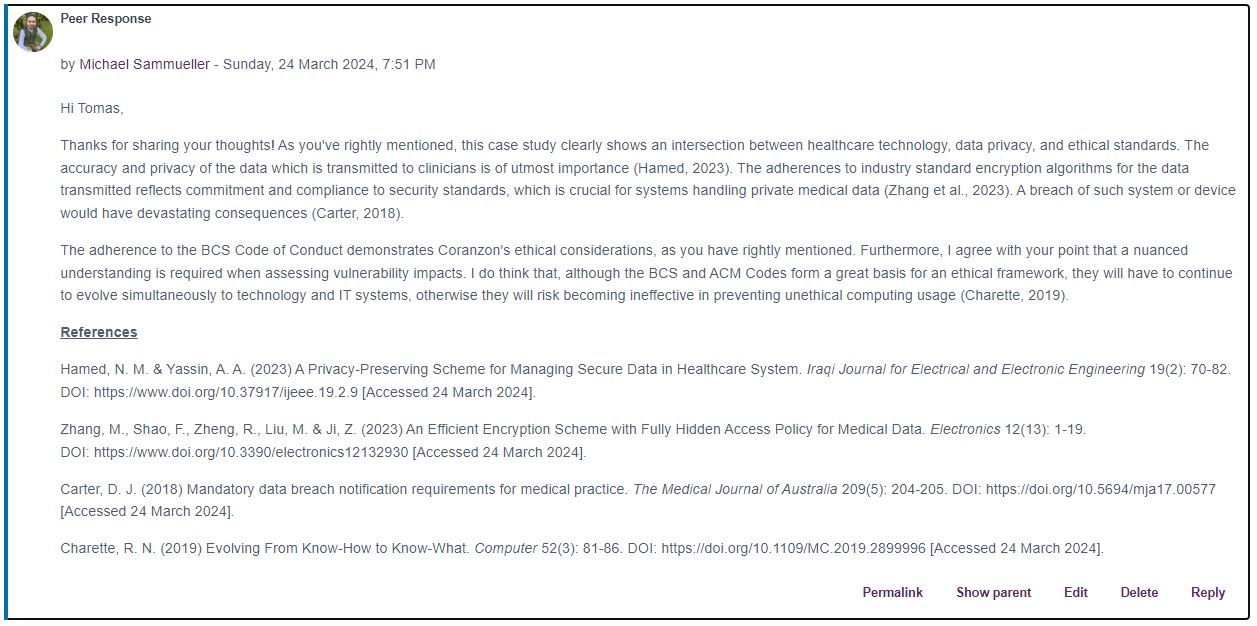 Peer Response
by Michael Sammueller - Sunday, 24 March 2024, 7:51 PM
Hi Tomas,
Thanks for sharing your thoughts! As you've rightly mentioned, this case study clearly shows an intersection between healthcare technology, data privacy, and ethical standards. The
accuracy and privacy of the data which is transmitted to clinicians is of utmost importance (Hamed, 2023). The adherences to industry standard encryption algorithms for the data
transmitted reflects commitment and compliance to security standards, which is crucial for systems handling private medical data (Zhang et al., 2023). A breach of such system or device
would have devastating consequences (Carter, 2018).
The adherence to the BCS Code of Conduct demonstrates Coranzon's ethical considerations, as you have rightly mentioned. Furthermore, I agree with your point that a nuanced
understanding is required when assessing vulnerability impacts. I do think that, although the BCS and ACM Codes form a great basis for an ethical framework, they will have to continue
to evolve simultaneously to technology and IT systems, otherwise they will risk becoming ineffective in preventing unethical computing usage (Charette, 2019).
References
Hamed, N. M. & Yassin, A. A. (2023) A Privacy-Preserving Scheme for Managing Secure Data in Healthcare System. Iraqi Journal for Electrical and Electronic Engineering 19(2): 70-82.
DOI: https://www.doi.org/10.37917/ijeee.19.2.9 [Accessed 24 March 2024].
Zhang, M., Shao, F., Zheng, R., Liu, M. & Ji, Z. (2023) An Efficient Encryption Scheme with Fully Hidden Access Policy for Medical Data. Electronics 12(13): 1-19.
DOI: https://www.doi.org/10.3390/electronics12132930 [Accessed 24 March 2024].
Carter, D. J. (2018) Mandatory data breach notification requirements for medical practice. The Medical Journal of Australia 209(5): 204-205. DOI: https://doi.org/10.5694/mja17.00577
[Accessed 24 March 2024].
Charette, R. N. (2019) Evolving From Know-How to Know-What. Computer 52(3): 81-86. DOI: https://doi.org/10.1109/MC.2019.2899996 [Accessed 24 March 2024].
Permalink Show parent Edit Delete Reply